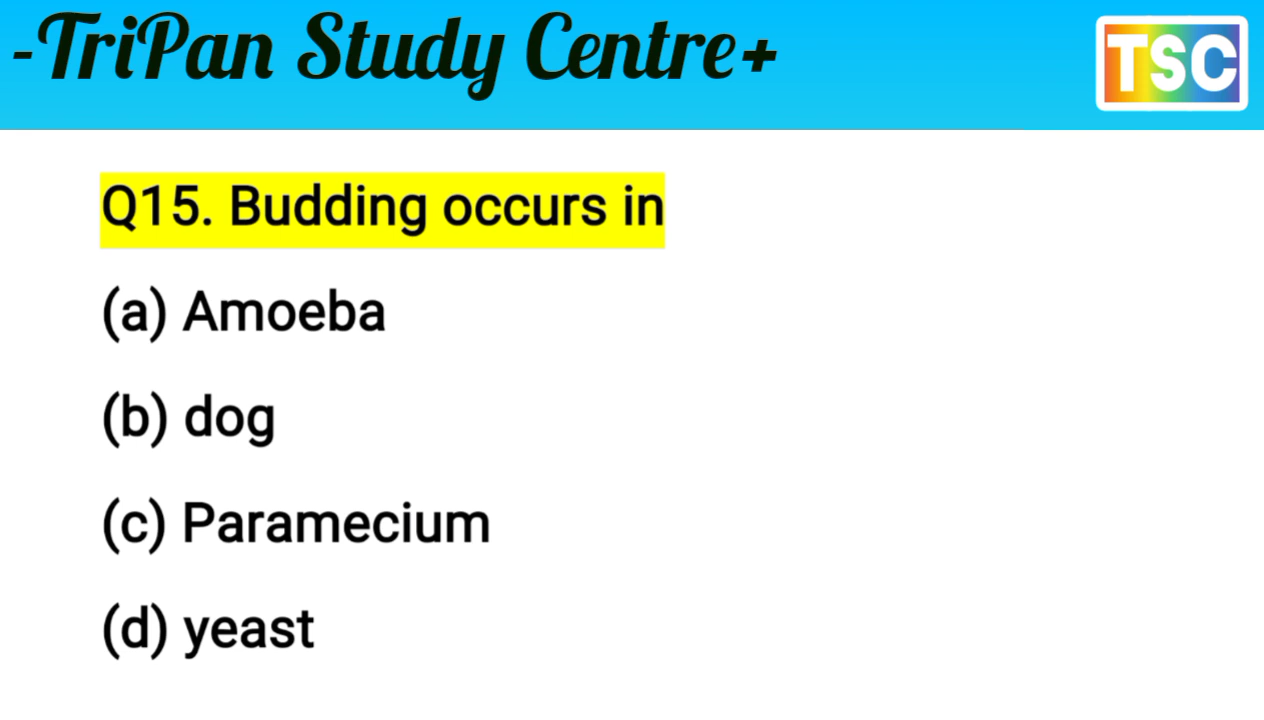 -TriPan Study Centre+
TSC
Q15. Budding occurs in
(a) Amoeba
(b) dog
(c) Paramecium
(d) yeast